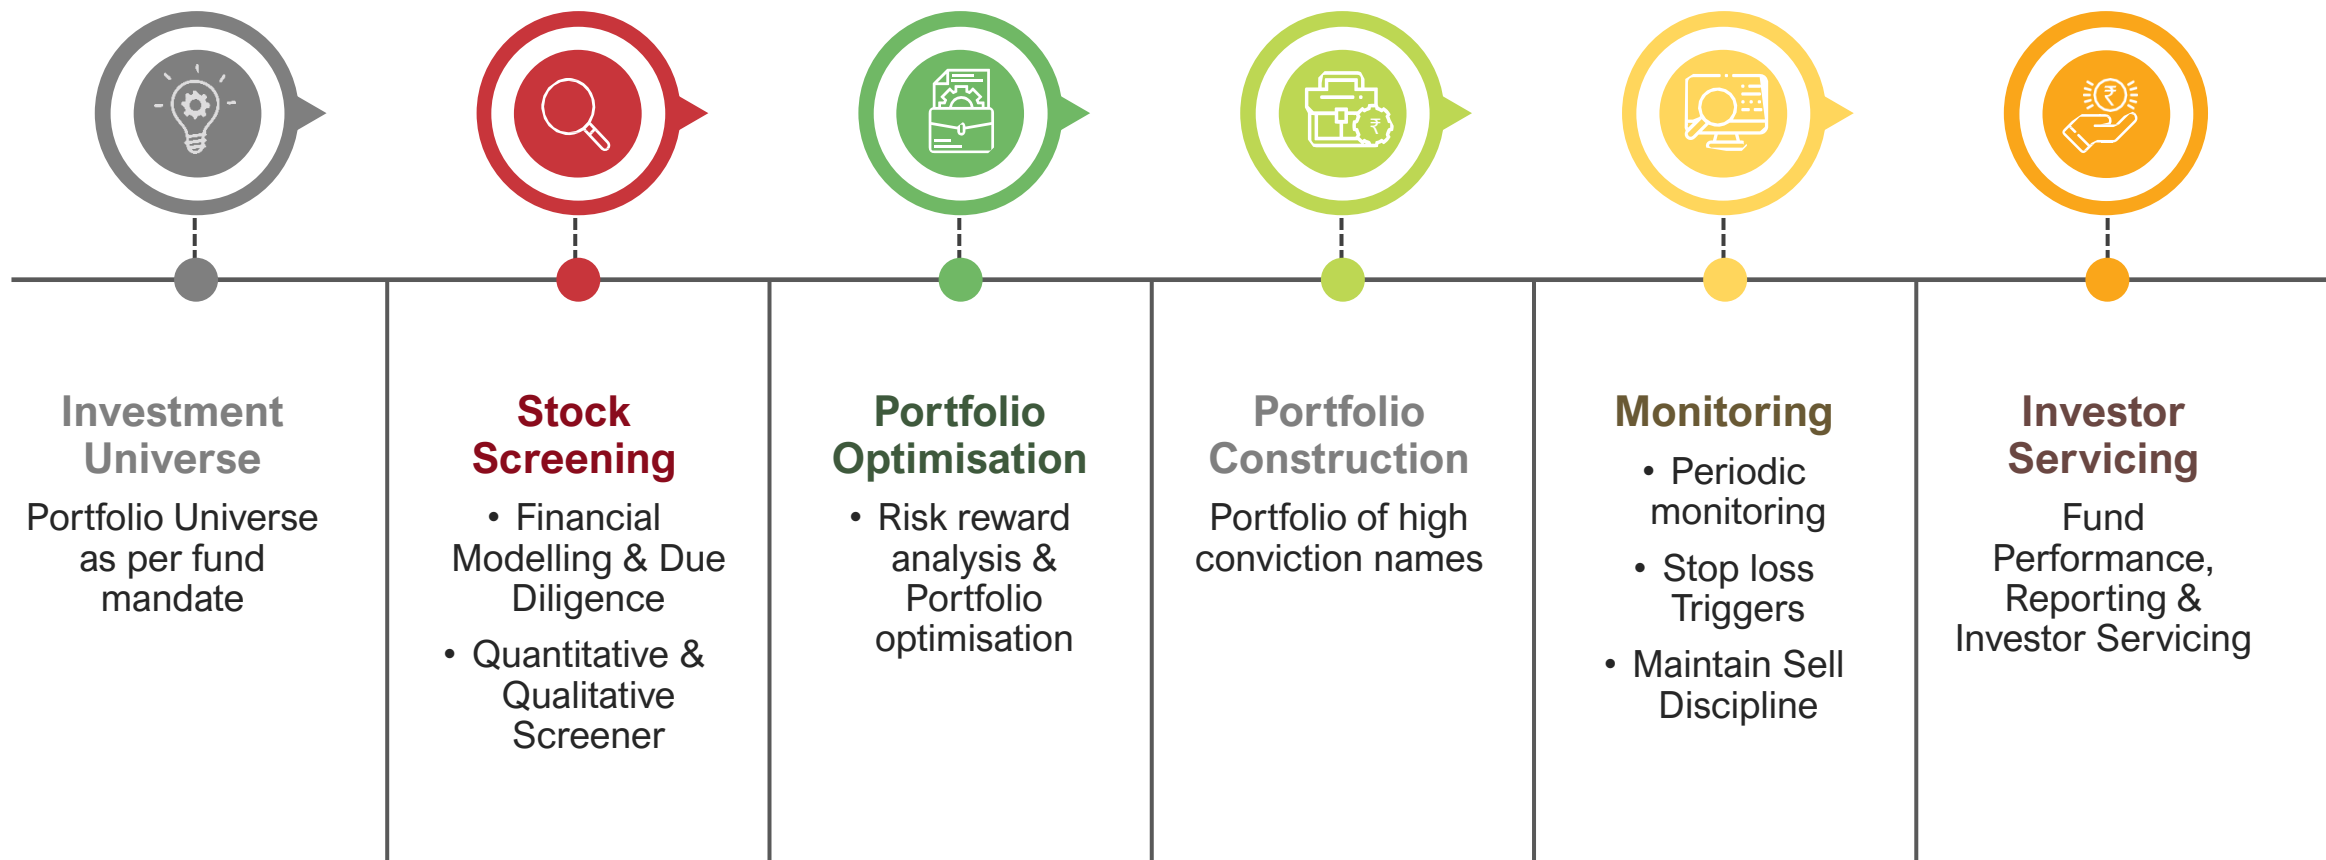 ₹
₹
Investment
Universe
Portfolio Universe
as per fund
mandate
Stock
Screening
• Financial
Modelling & Due
Diligence
• Quantitative &
Qualitative
Screener
Portfolio
Optimisation
• Risk reward
analysis &
Portfolio
optimisation
Portfolio
Construction
Portfolio of high
conviction names
Monitoring
• Periodic
monitoring
• Stop loss
Triggers
• Maintain Sell
Discipline
Investor
Servicing
Fund
Performance,
Reporting &
Investor Servicing